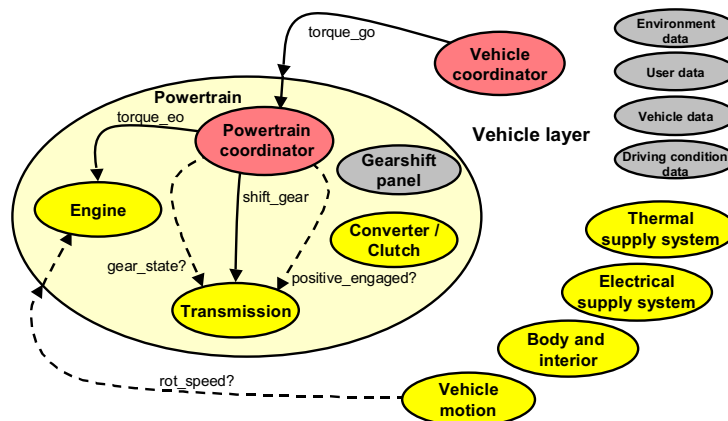 torque_go
Vehicle
coordinator
Environment
data
User data
Vehicle data
Driving condition
data
Vehicle layer
Powertrain
torque_eo
Powertrain
coordinator
Gearshift
panel
shift_gear
Engine
Converter /
Clutch
gear_state?
positive_engaged?
Transmission
Thermal
supply system
Electrical
supply system
Body and
interior
rot_speed?
Vehicle
motion